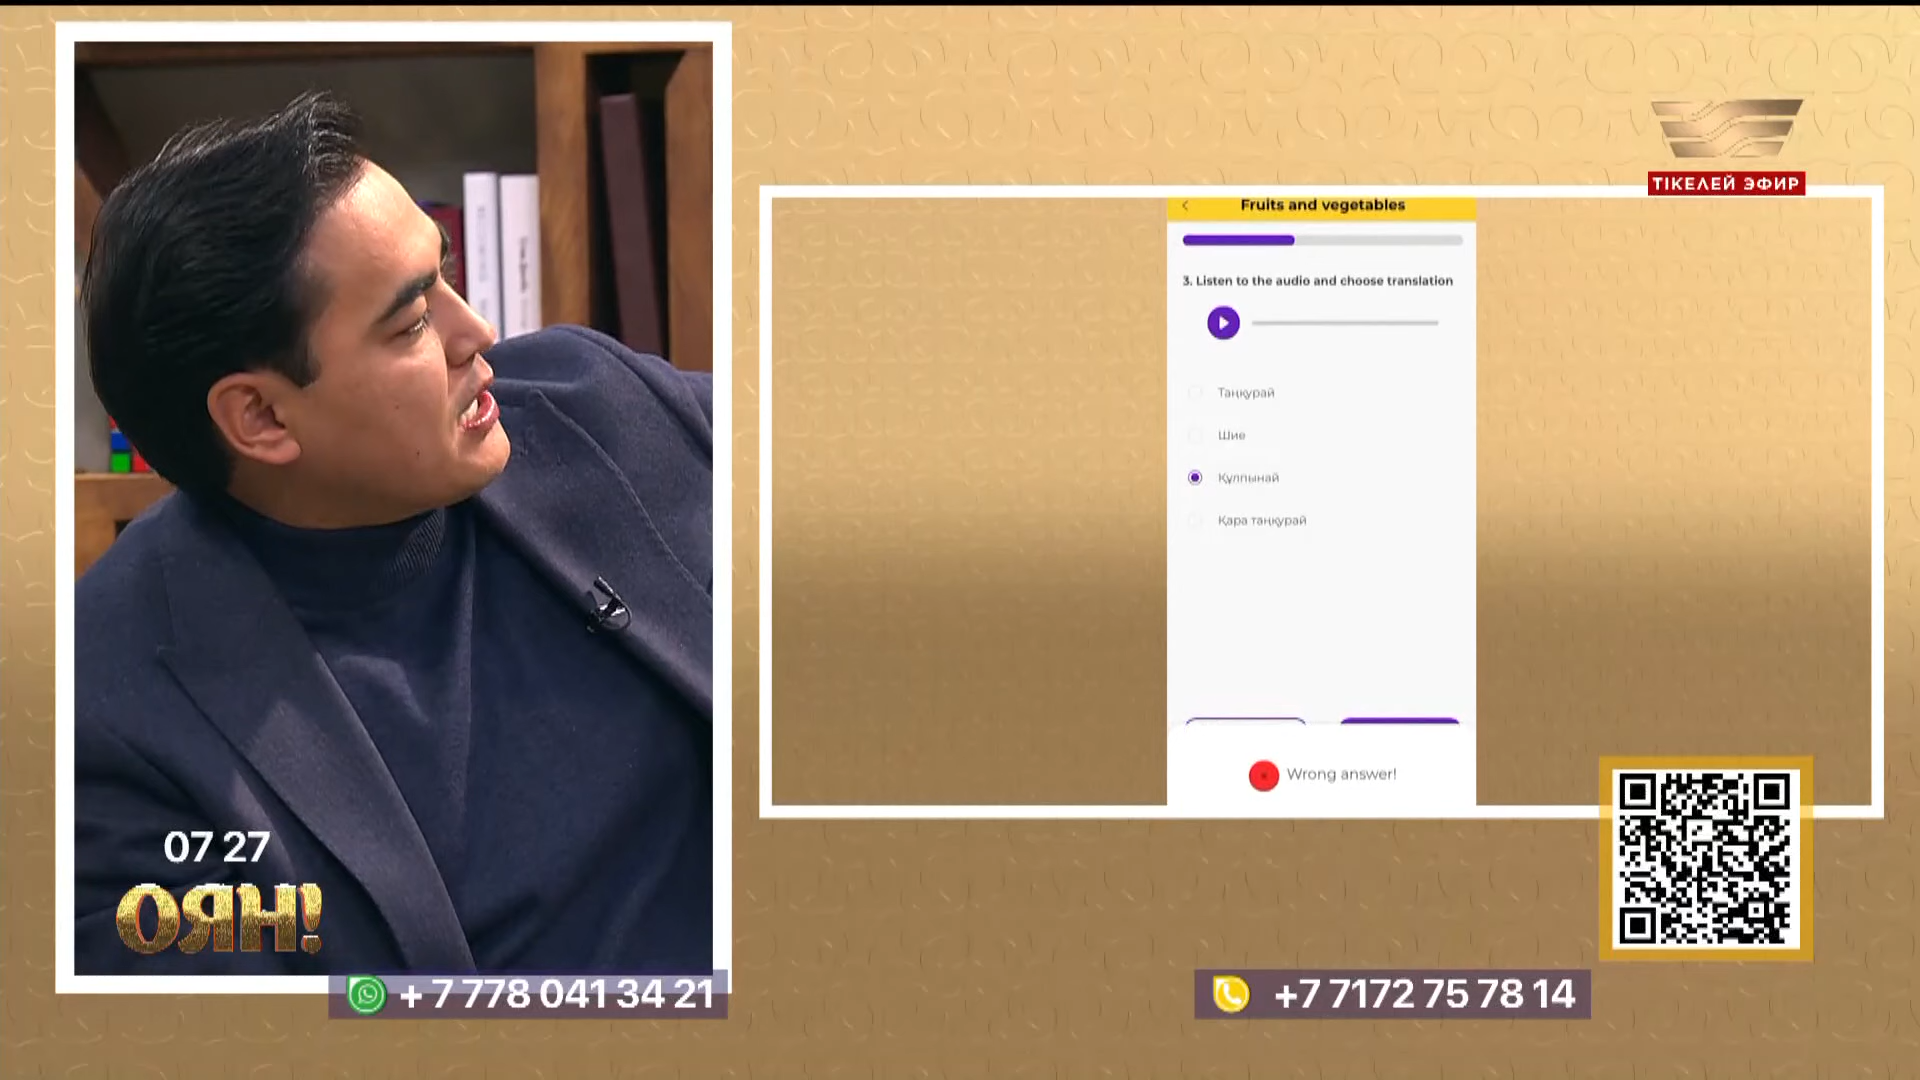 ТІКЕЛЕЙ ЭФИР
Fruits and vegetables
3. Listen to the audio and choose translation
Таңқурай
Шие
Құлпынай
Қара таңқурай
Wrong answer!
07 27
ОЯН!
+7 778 041 34 21
+7 7172 75 78 14